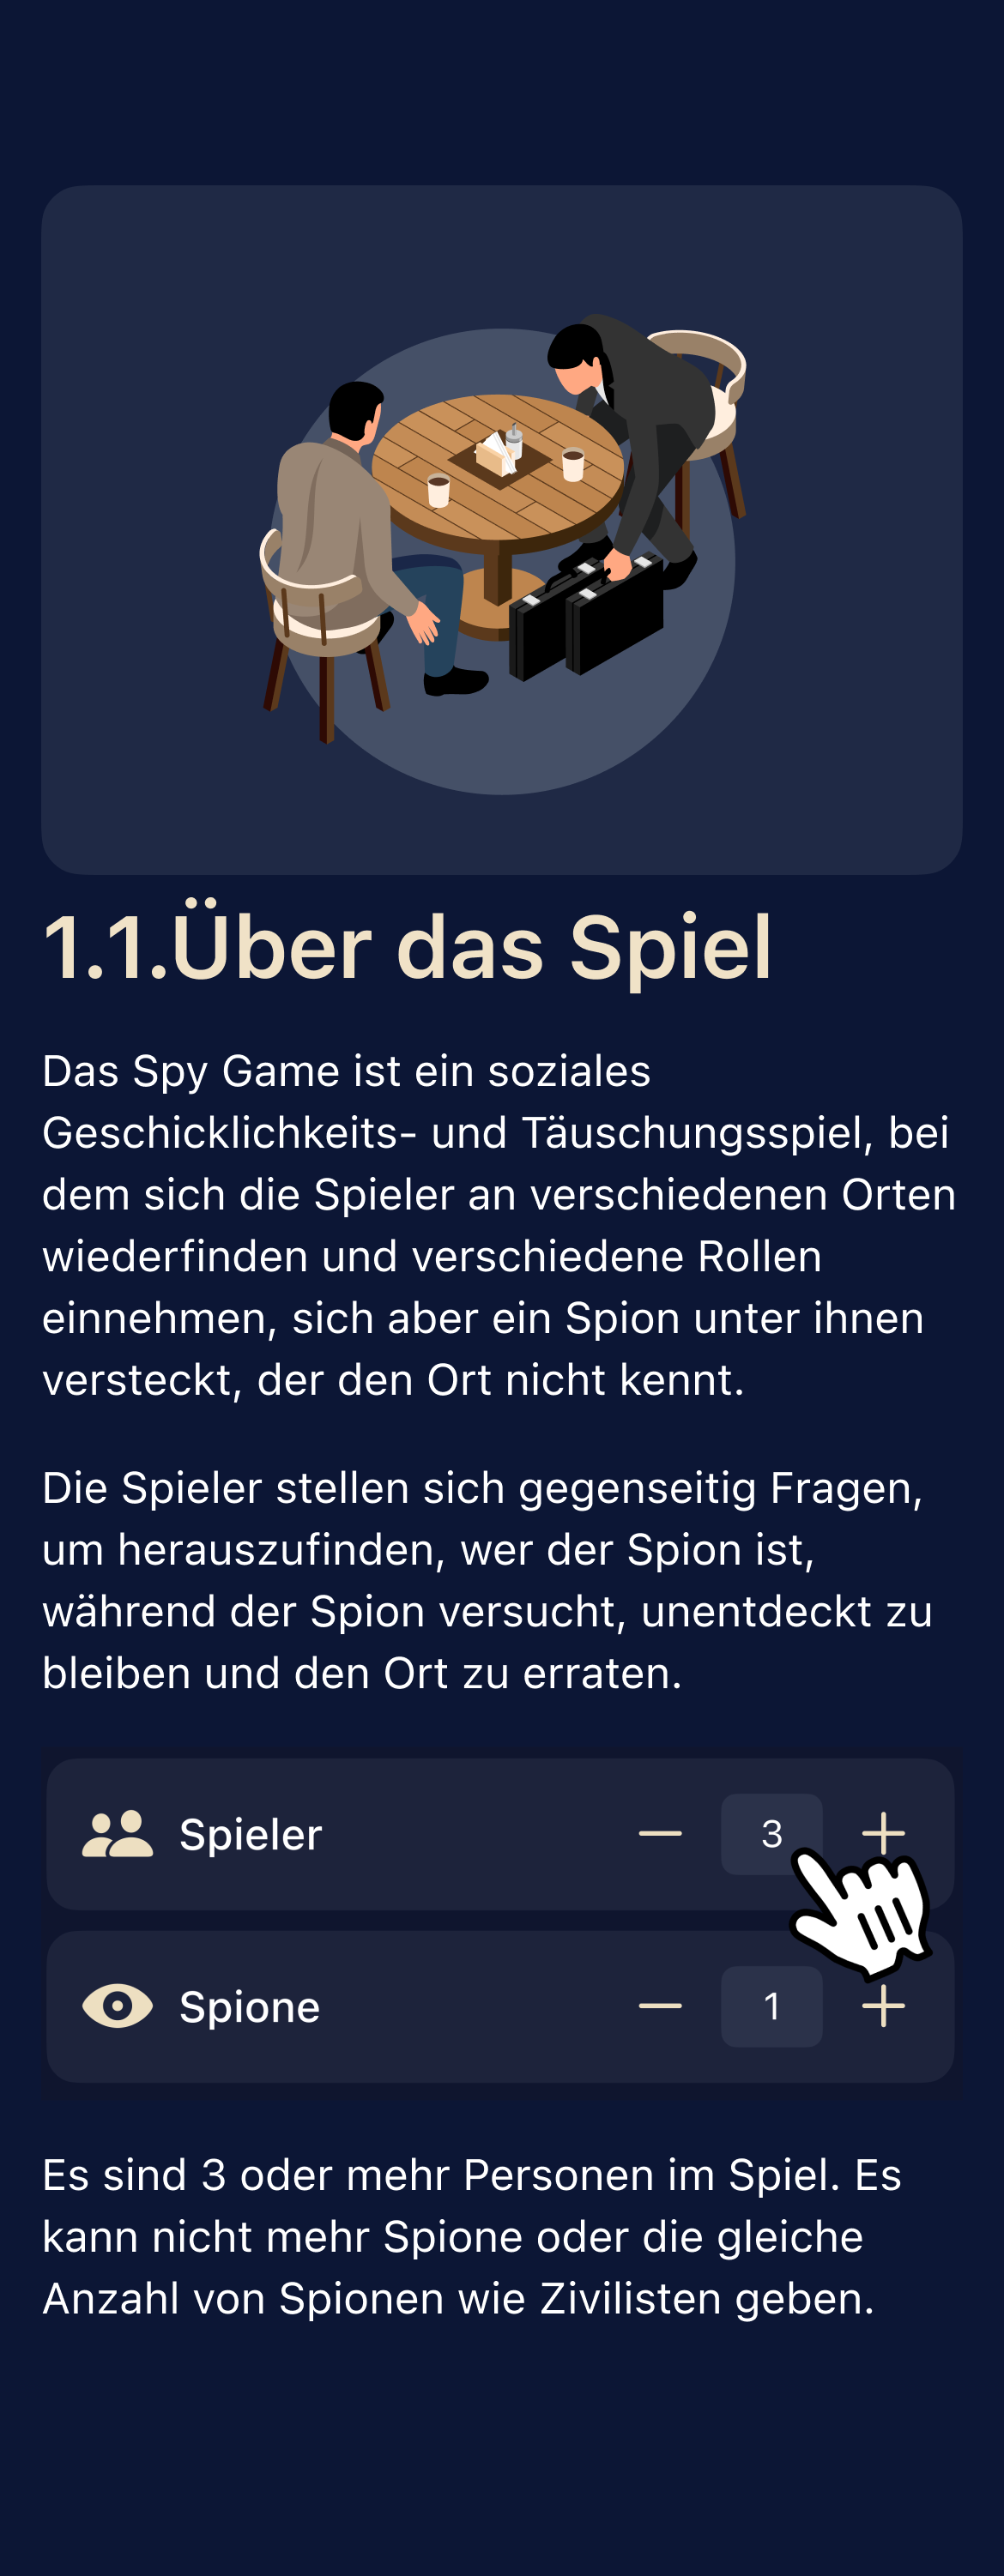 1.1.Über das Spiel
Das Spy Game ist ein soziales
Geschicklichkeits- und Täuschungsspiel, bei
dem sich die Spieler an verschiedenen Orten
wiederfinden und verschiedene Rollen
einnehmen, sich aber ein Spion unter ihnen
versteckt, der den Ort nicht kennt.
Die Spieler stellen sich gegenseitig Fragen,
um herauszufinden, wer der Spion ist,
während der Spion versucht, unentdeckt zu
bleiben und den Ort zu erraten.
Spieler — 3 +
Spione — 1 +
Es sind 3 oder mehr Personen im Spiel. Es
kann nicht mehr Spione oder die gleiche
Anzahl von Spionen wie Zivilisten geben.